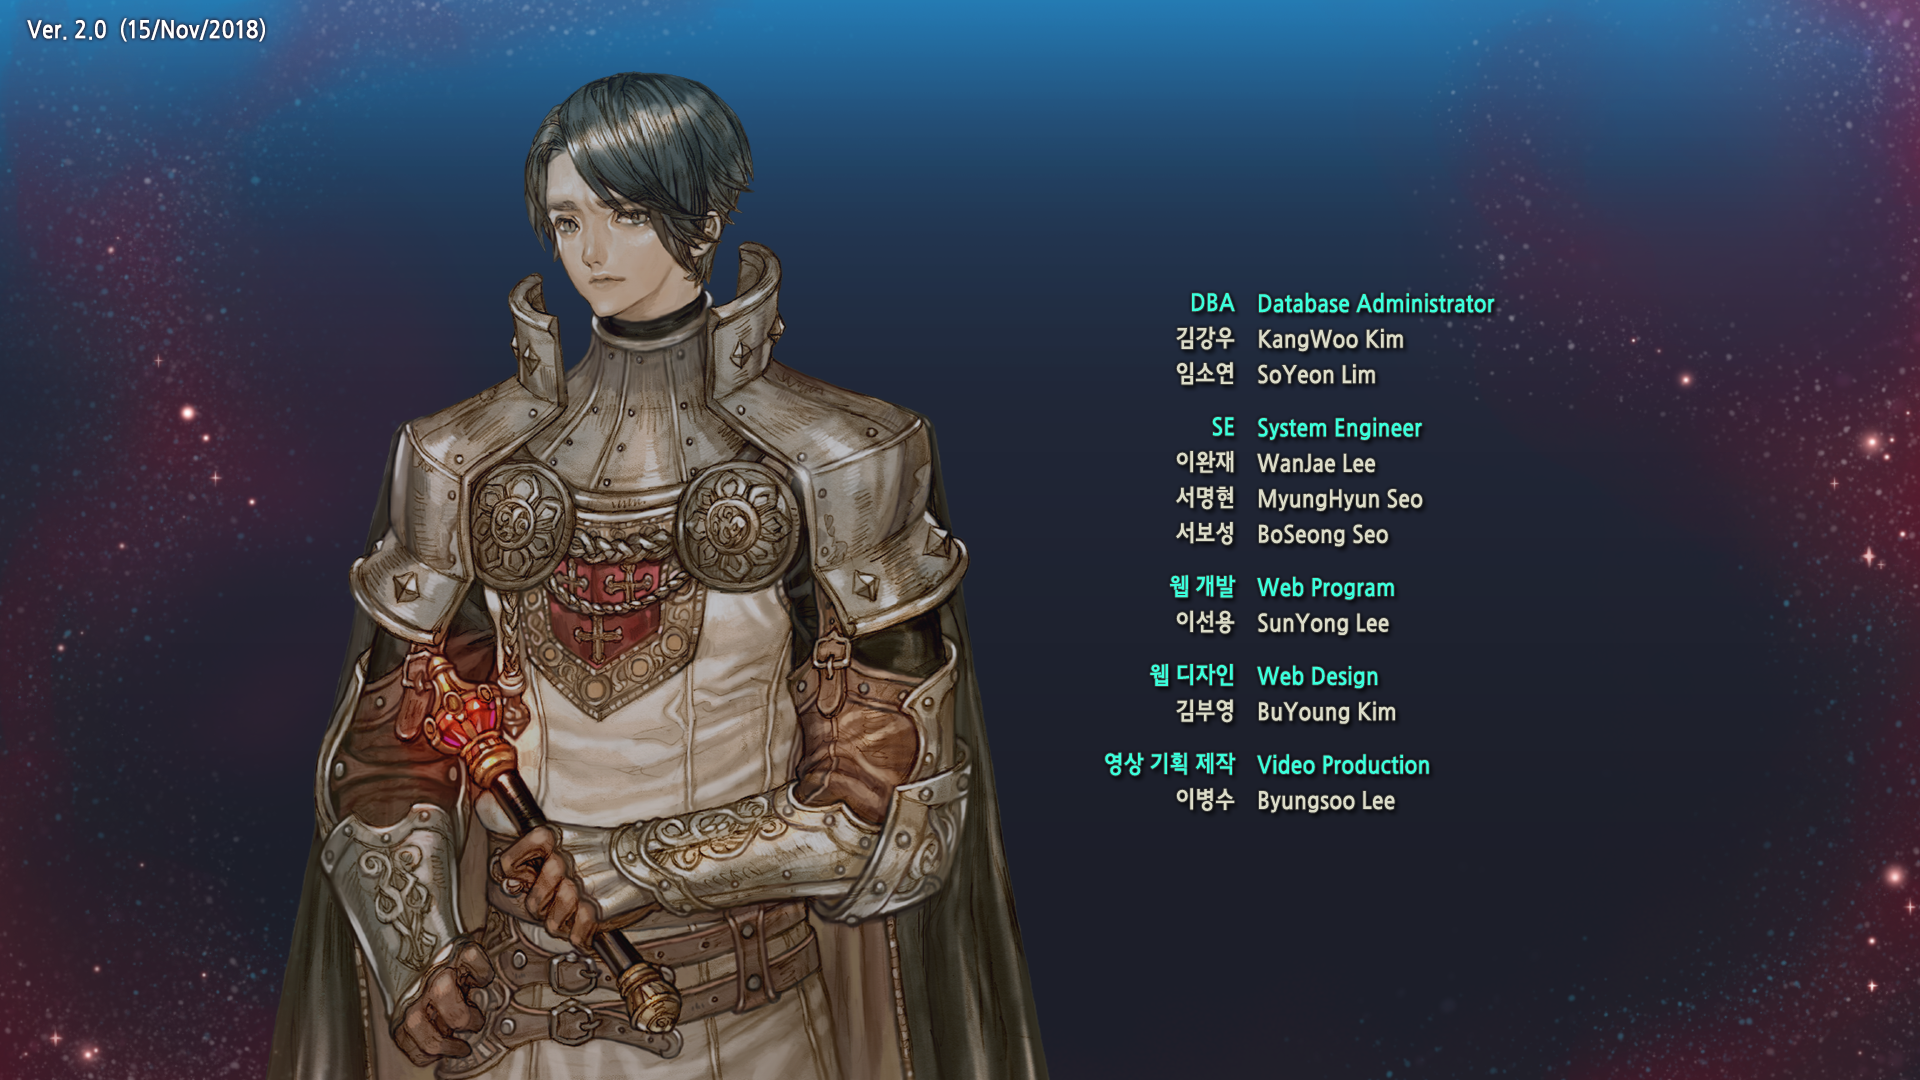 Ver. 2.0 (15/Nov/2018)
DBA Database Administrator
김강우 KangWoo Kim
임소연 SoYeon Lim
SE System Engineer
이완재 WanJae Lee
서명현 MyungHyun Seo
서보성 BoSeong Seo
웹 개발 Web Program
이선용 SunYong Lee
웹 디자인 Web Design
김부영 BuYoung Kim
영상 기획 제작 Video Production
이병수 Byungsoo Lee